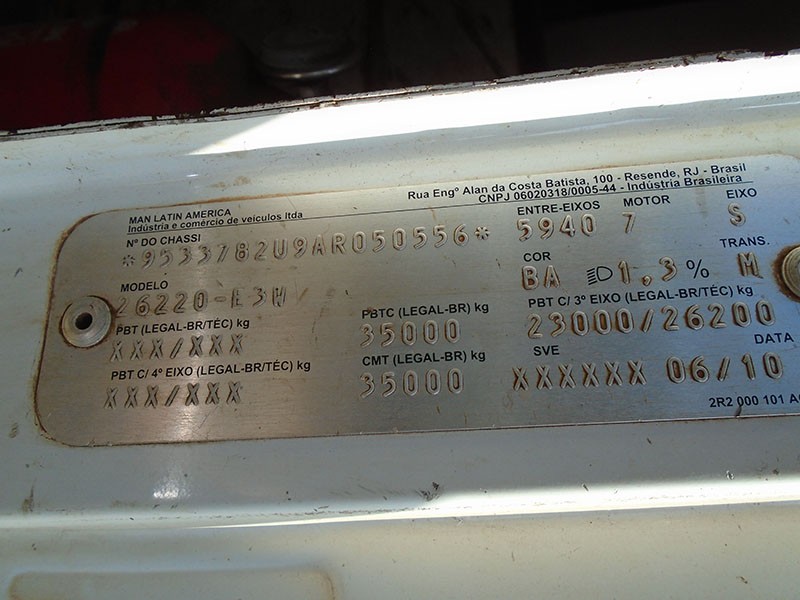 MAN LATIN AMERICA
Indústria e comércio de veículos ltda
Rua Engº Alan da Costa Batista, 100 - Resende, RJ - Brasil
CNPJ 06020318/0005-44 - Indústria Brasileira
Nº DO CHASSI
*9533782U9AR050556*
ENTRE-EIXOS MOTOR EIXO
5940 7 S
MODELO
26220-E3W/
COR TRANS.
BA 1,3% M
PBT (LEGAL-BR/TÉC) kg
XXX/XXX
PBTC (LEGAL-BR) kg
35000
PBT C/ 3º EIXO (LEGAL-BR/TÉC) kg
23000/26200
PBT C/ 4º EIXO (LEGAL-BR/TÉC) kg
XXX/XXX
CMT (LEGAL-BR) kg
35000
SVE DATA
XXXXXX 06/10
2R2 000 101